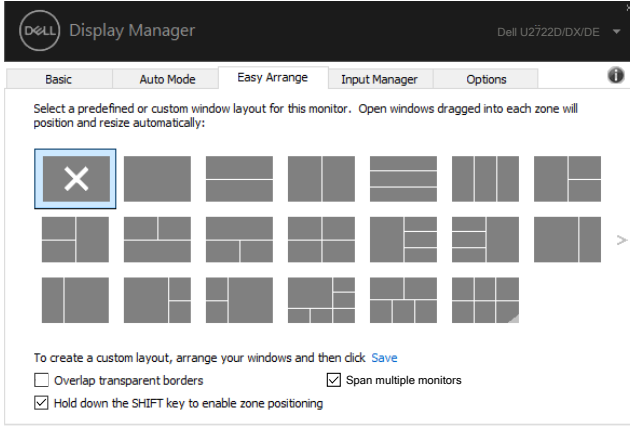 DELL Display Manager
Dell U2722D/DX/DE
Basic Auto Mode Easy Arrange Input Manager Options
Select a predefined or custom window layout for this monitor. Open windows dragged into each zone will
position and resize automatically:
To create a custom layout, arrange your windows and then click Save
Overlap transparent borders Span multiple monitors
Hold down the SHIFT key to enable zone positioning